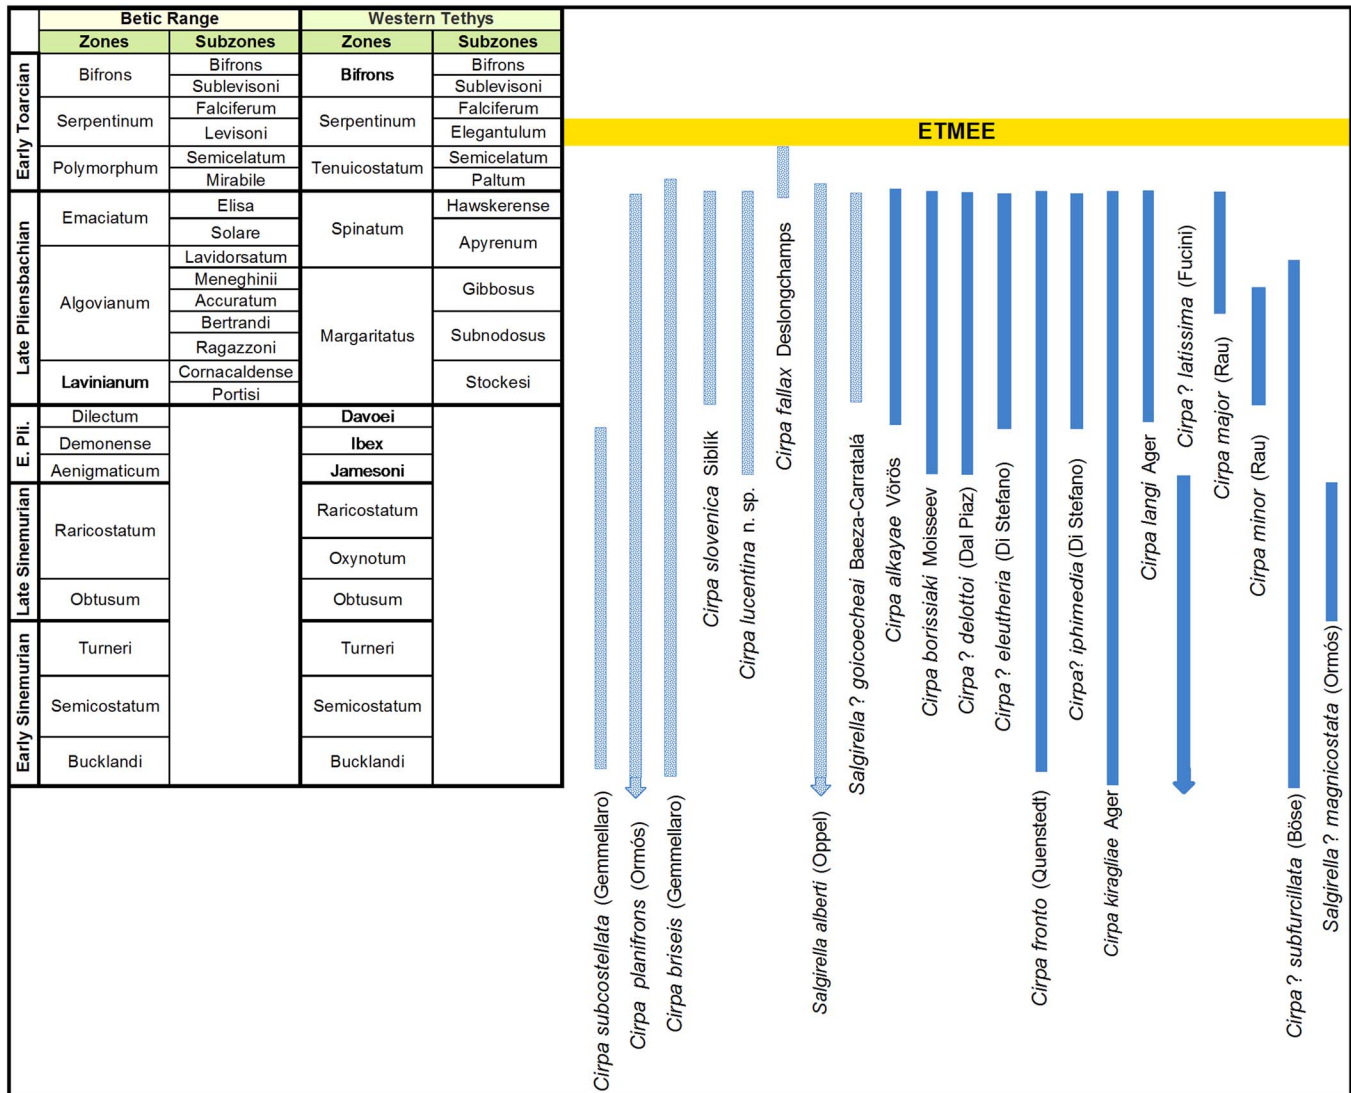 Betic Range Western Tethys
Zones Subzones Zones Subzones
Early Toarcian
Bifrons Bifrons Bifrons Bifrons
Sublevisoni Sublevisoni
Serpentinum Falciferum Serpentinum Falciferum
Levisoni Elegantulum
ETMEE
Polymorphum Semicelatum Tenuicostatum Semicelatum
Mirabile Paltum
Late Pliensbachian
Emaciatum Elisa Spinatum Hawskerense
Solare Apyrenum
Algovianum Lavidorsatum
Meneghinii Margaritatus Gibbosus
Accuratum
Bertrandi Subnodosus
Ragazzoni
Lavinianum Cornacaldense Stockesi
Portisi
E. Pli.
Dilectum Davoei
Demonense Ibex
Aenigmaticum Jamesoni
Late Sinemurian
Raricostatum Raricostatum
Oxynotum
Obtusum Obtusum
Early Sinemurian
Turneri Turneri
Semicostatum Semicostatum
Bucklandi Bucklandi
Cirpa subcostellata (Gemmellaro)
Cirpa planifrons (Ormós)
Cirpa briseis (Gemmellaro)
Cirpa slovenica Siblík
Cirpa lucentina n. sp.
Cirpa fallax Deslongchamps
Salgirella alberti (Oppel)
Salgirella ? goicoecheai Baeza-Carratalá
Cirpa alkayae Vörös
Cirpa borissiaki Moisseev
Cirpa ? delottoi (Dal Piaz)
Cirpa ? eleutheria (Di Stefano)
Cirpa fronto (Quenstedt)
Cirpa? iphimedia (Di Stefano)
Cirpa kiragliae Ager
Cirpa langi Ager
Cirpa ? latissima (Fucini)
Cirpa major (Rau)
Cirpa minor (Rau)
Cirpa ? subfurcillata (Böse)
Salgirella ? magnicostata (Ormós)